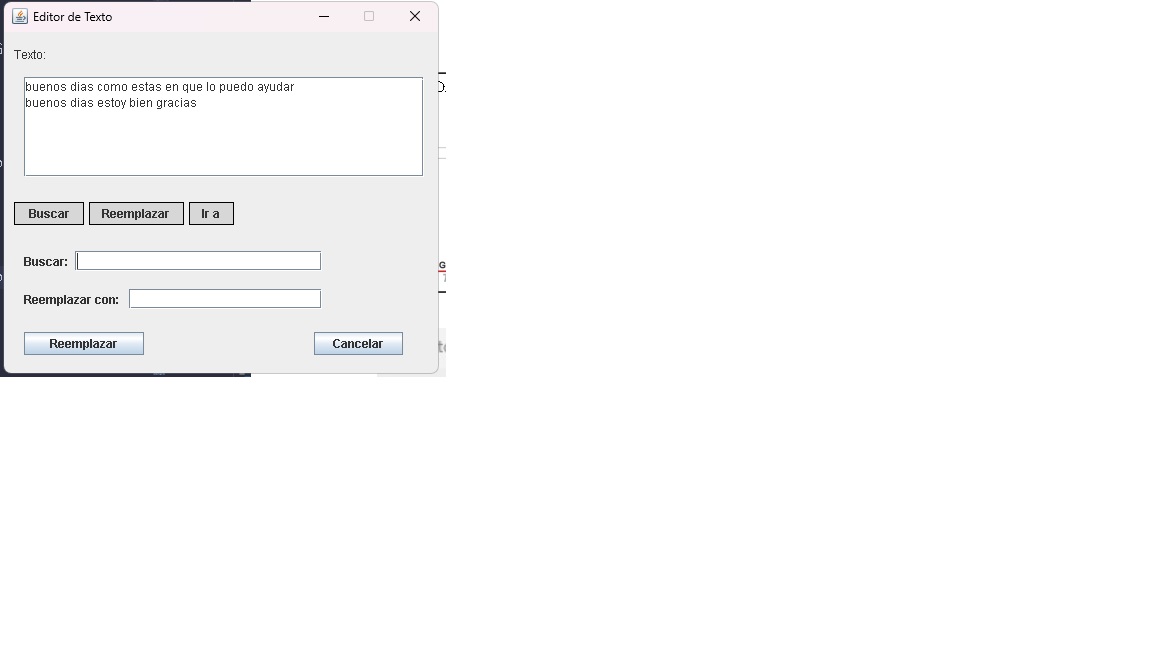 Editor de Texto
Texto:
buenos dias como estas en que lo puedo ayudar
buenos dias estoy bien gracias
Buscar Reemplazar Ir a
Buscar:
Reemplazar con:
Reemplazar Cancelar